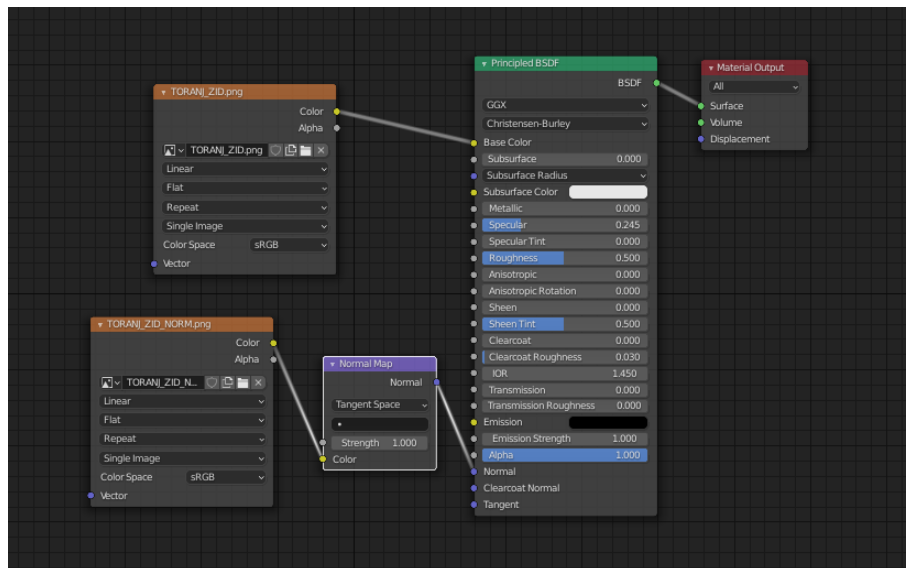 TORANJ_ZID.png
Color
Alpha
TORANJ_ZID.png
Linear
Flat
Repeat
Single Image
Color Space sRGB
Vector
TORANJ_ZID_NORM.png
Color
Alpha
TORANJ_ZID_N...
Linear
Flat
Repeat
Single Image
Color Space sRGB
Vector
Normal Map
Normal
Tangent Space
Strength 1.000
Color
Principled BSDF
BSDF
GGX
Christensen-Burley
Base Color
Subsurface 0.000
Subsurface Radius
Subsurface Color
Metallic 0.000
Specular 0.245
Specular Tint 0.000
Roughness 0.500
Anisotropic 0.000
Anisotropic Rotation 0.000
Sheen 0.000
Sheen Tint 0.500
Clearcoat 0.000
Clearcoat Roughness 0.030
IOR 1.450
Transmission 0.000
Transmission Roughness 0.000
Emission
Emission Strength 1.000
Alpha 1.000
Normal
Clearcoat Normal
Tangent
Material Output
All
Surface
Volume
Displacement